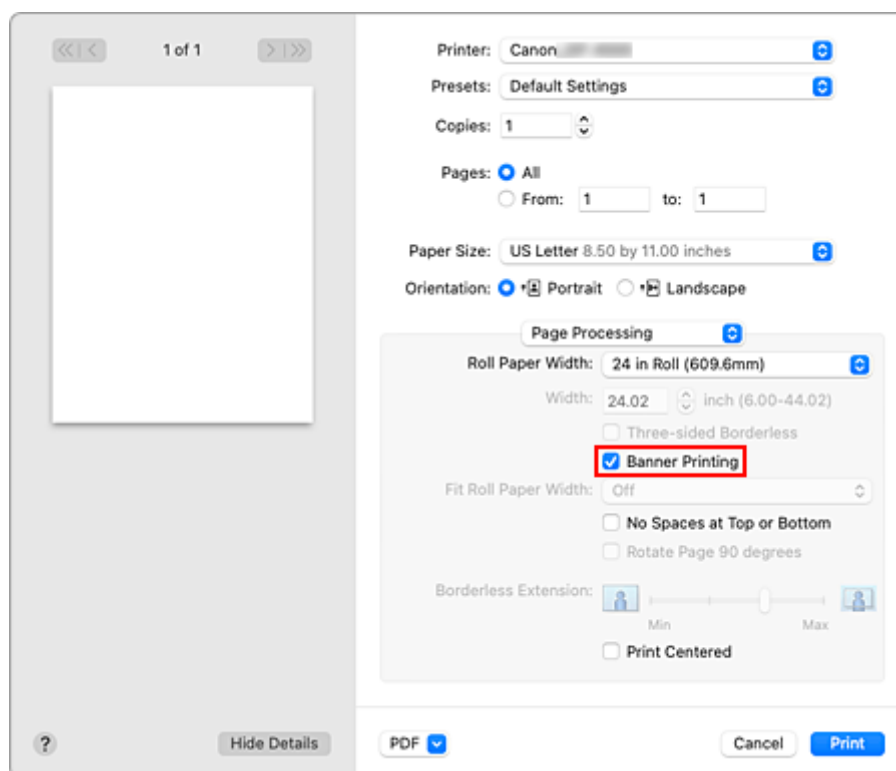 1 of 1
Printer: Canon
Presets: Default Settings
Copies: 1
Pages: All
From: 1 to: 1
Paper Size: US Letter 8.50 by 11.00 inches
Orientation: Portrait Landscape
Page Processing
Roll Paper Width: 24 in Roll (609.6mm)
Width: 24.02 inch (6.00-44.02)
Three-sided Borderless
Banner Printing
Fit Roll Paper Width: Off
No Spaces at Top or Bottom
Rotate Page 90 degrees
Borderless Extension:
Min Max
Print Centered
? Hide Details PDF Cancel Print